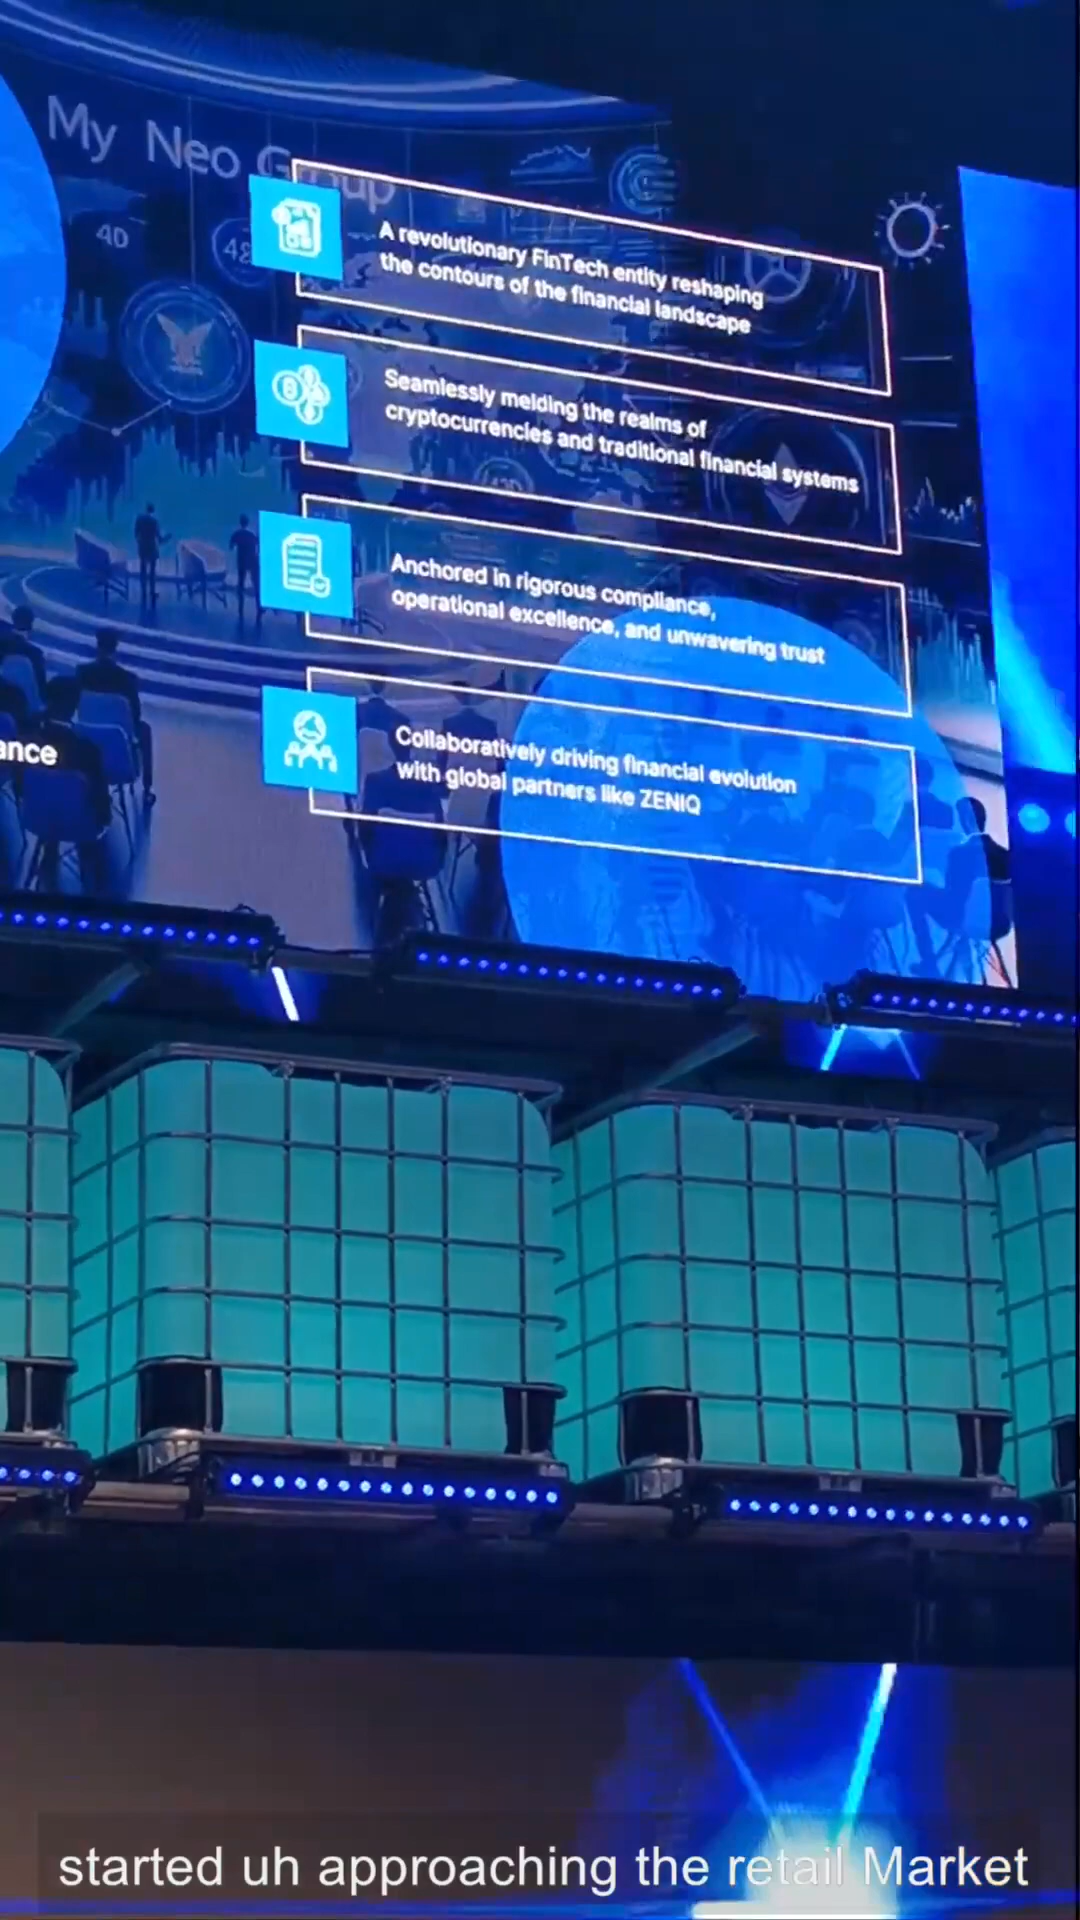 My Neo Group
40
A revolutionary FinTech entity reshaping
the contours of the financial landscape
Seamlessly melding the realms of
cryptocurrencies and traditional financial systems
Anchored in rigorous compliance,
operational excellence, and unwavering trust
Collaboratively driving financial evolution
with global partners like ZENIQ
ance
started uh approaching the retail Market